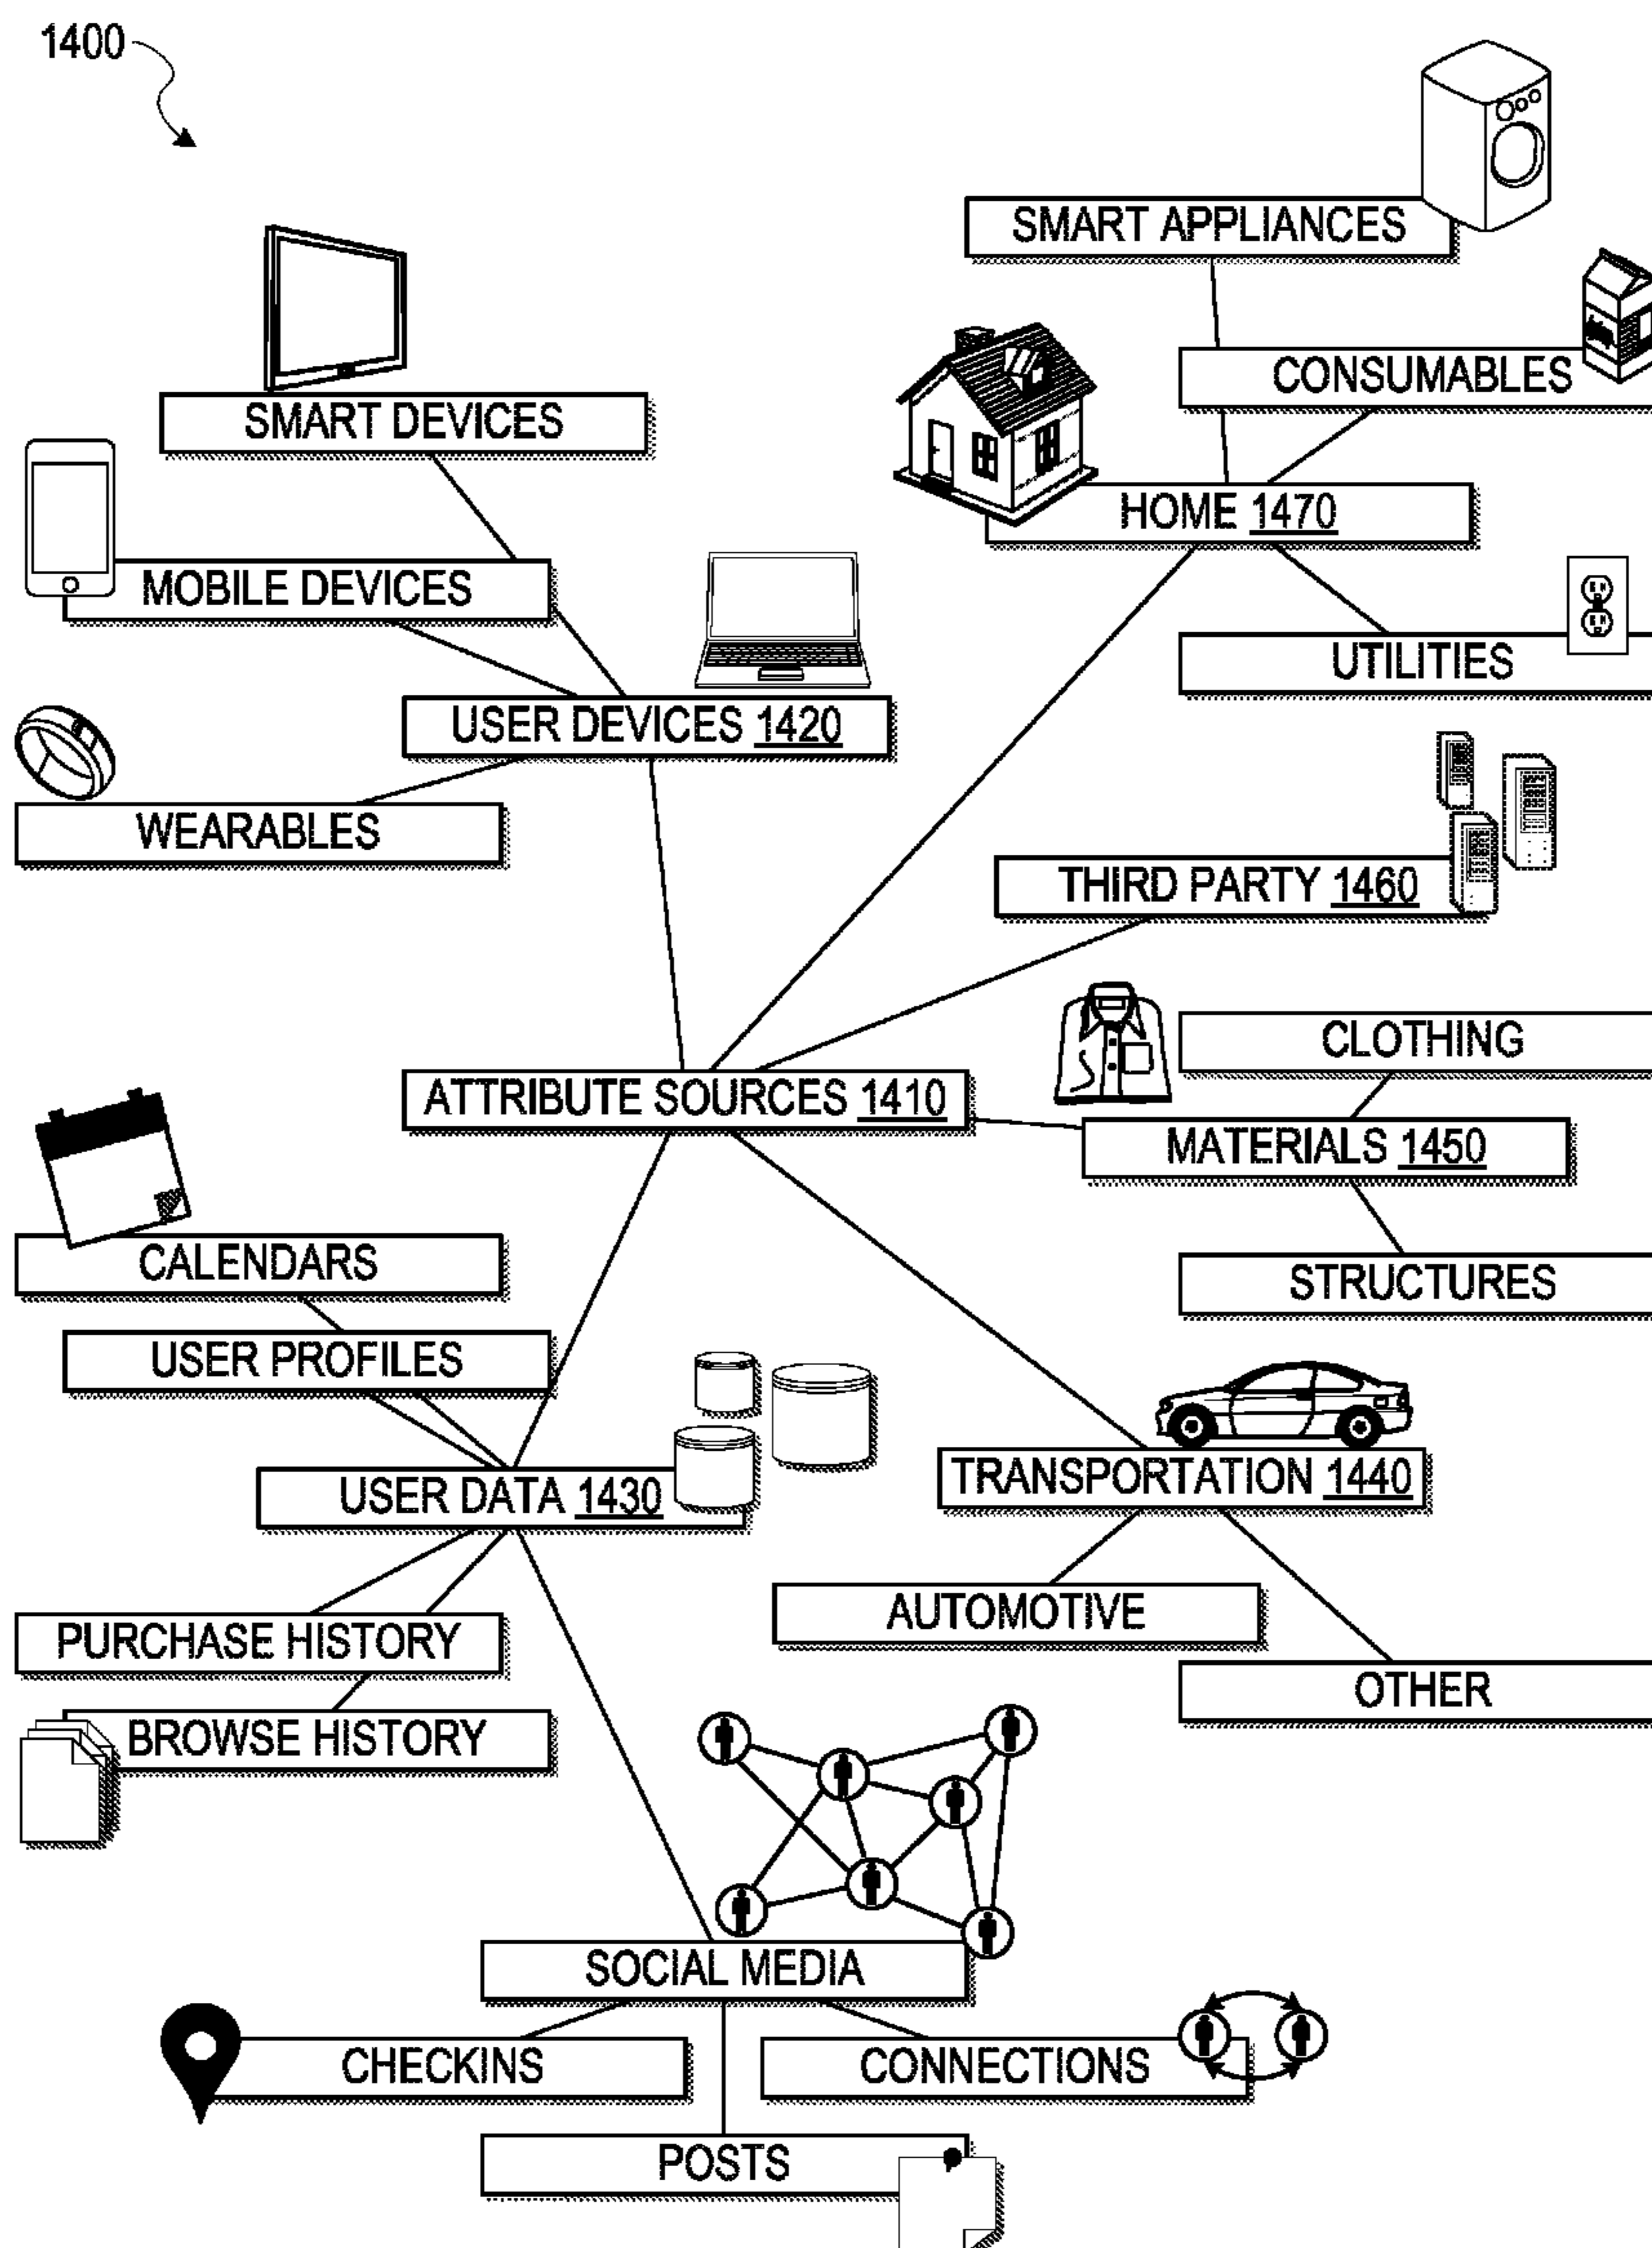 1400
SMART APPLIANCES
CONSUMABLES
SMART DEVICES
HOME 1470
MOBILE DEVICES
UTILITIES
USER DEVICES 1420
WEARABLES
THIRD PARTY 1460
CLOTHING
ATTRIBUTE SOURCES 1410
MATERIALS 1450
CALENDARS
STRUCTURES
USER PROFILES
TRANSPORTATION 1440
USER DATA 1430
AUTOMOTIVE
PURCHASE HISTORY
OTHER
BROWSE HISTORY
SOCIAL MEDIA
CHECKINS
CONNECTIONS
POSTS